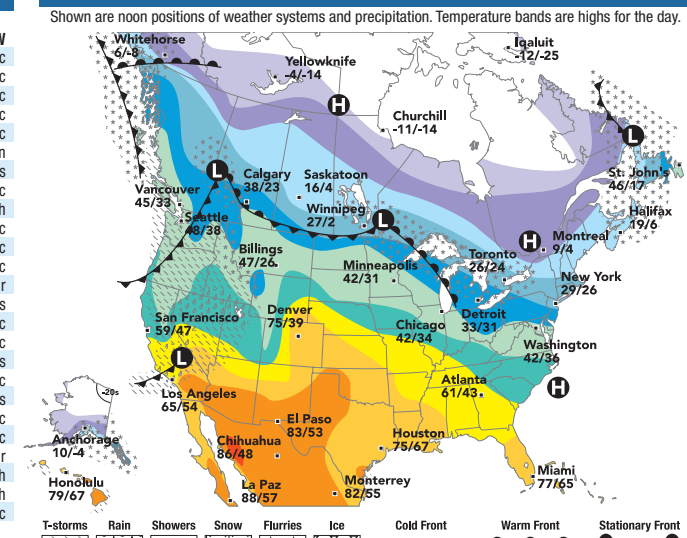 Shown are noon positions of weather systems and precipitation. Temperature bands are highs for the day.
Whitehorse
6/-8
Yellowknife
-4/-14
Iqaluit
-12/-25
H
Churchill
-11/-14
L
St. John's
46/17
L
Calgary
38/23
Saskatoon
16/4
Vancouver
45/33
Winnipeg
27/2
L
Halifax
19/6
Seattle
48/38
H
Montreal
9/4
Billings
47/26
Toronto
26/24
Minneapolis
42/31
New York
29/26
San Francisco
59/47
Denver
75/39
Chicago
42/34
Detroit
33/31
Washington
42/36
L
Atlanta
61/43
H
Los Angeles
65/54
-20s
El Paso
83/53
Anchorage
10/-4
Chihuahua
86/48
Houston
75/67
Honolulu
79/67
La Paz
88/57
Monterrey
82/55
Miami
77/65
T-storms Rain Showers Snow Flurries Ice Cold Front Warm Front Stationary Front